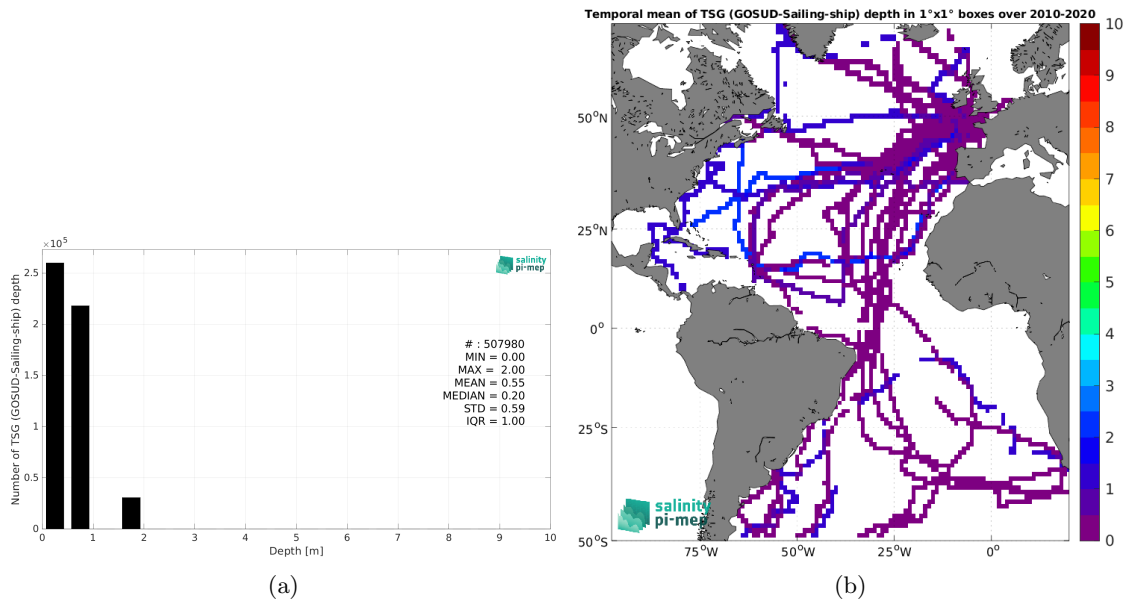 ×10⁵
2.5
2
1.5
1
0.5
0
0 1 2 3 4 5 6 7 8 9 10
Number of TSG (GOSUD-Sailing-ship) depth
Depth [m]
salinity
pi-mep
# : 507980
MIN = 0.00
MAX = 2.00
MEAN = 0.55
MEDIAN = 0.20
STD = 0.59
IQR = 1.00
(a)
Temporal mean of TSG (GOSUD-Sailing-ship) depth in 1°x1° boxes over 2010-2020
50°N
25°N
0°
25°S
50°S
75°W 50°W 25°W 0°
salinity
pi-mep
10
9
8
7
6
5
4
3
2
1
0
(b)